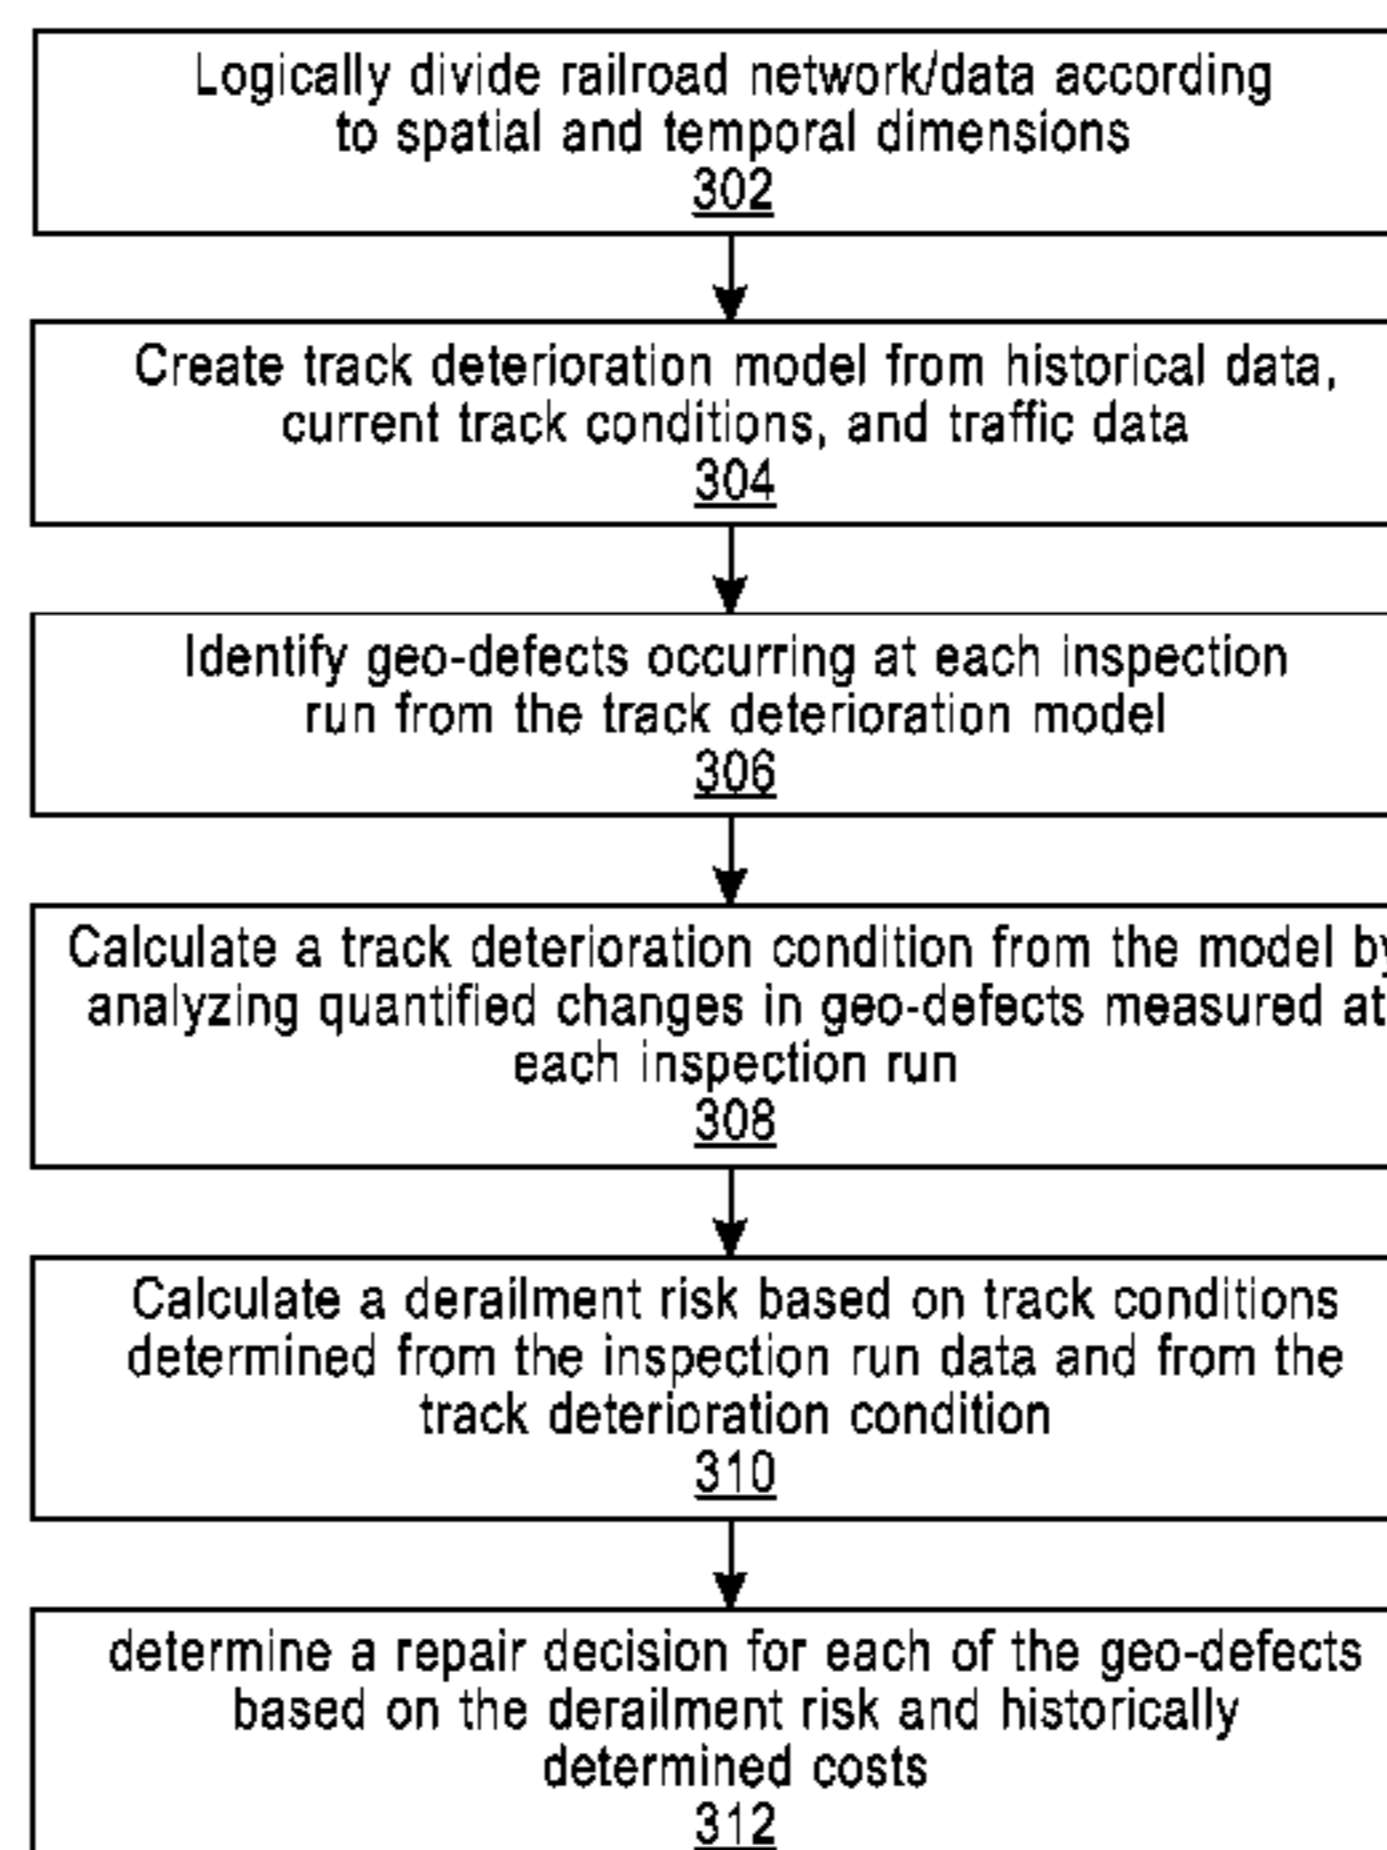 Logically divide railroad network/data according
to spatial and temporal dimensions
302
Create track deterioration model from historical data,
current track conditions, and traffic data
304
Identify geo-defects occurring at each inspection
run from the track deterioration model
306
Calculate a track deterioration condition from the model by
analyzing quantified changes in geo-defects measured at
each inspection run
308
Calculate a derailment risk based on track conditions
determined from the inspection run data and from the
track deterioration condition
310
determine a repair decision for each of the geo-defects
based on the derailment risk and historically
determined costs
312